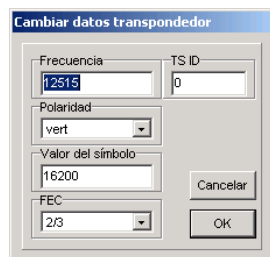 Cambiar datos transpondedor
Frecuencia
12515
TS ID
0
Polaridad
vert
Valor del símbolo
16200
FEC
2/3
Cancelar
OK